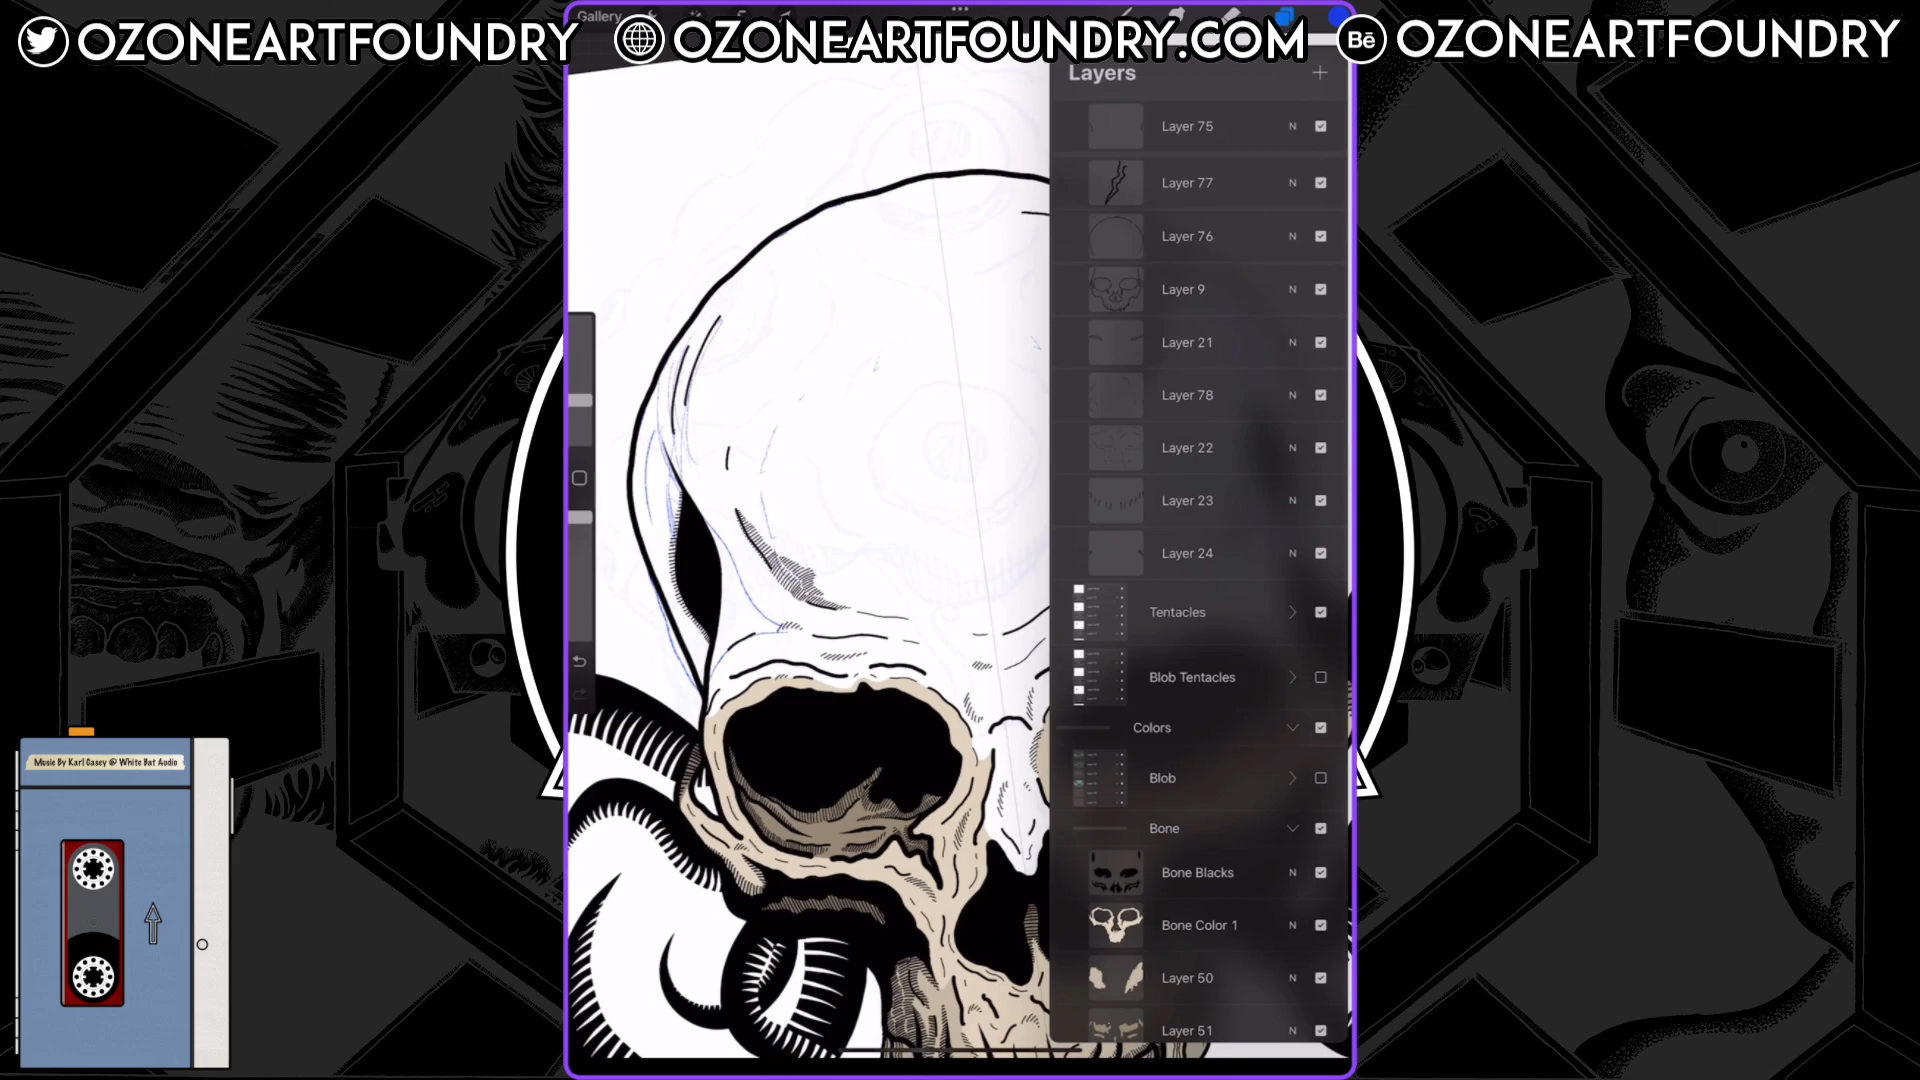 OZONEARTFOUNDRY
OZONEARTFOUNDRY.COM
Bē OZONEARTFOUNDRY
Gallery
Layers
Layer 75 N
Layer 77 N
Layer 76 N
Layer 9 N
Layer 21 N
Layer 78 N
Layer 22 N
Layer 23 N
Layer 24 N
Tentacles
Blob Tentacles
Colors
Blob
Bone
Bone Blacks N
Bone Color 1 N
Layer 50 N
Layer 51 N
Music By Karl Casey @ White Bat Audio